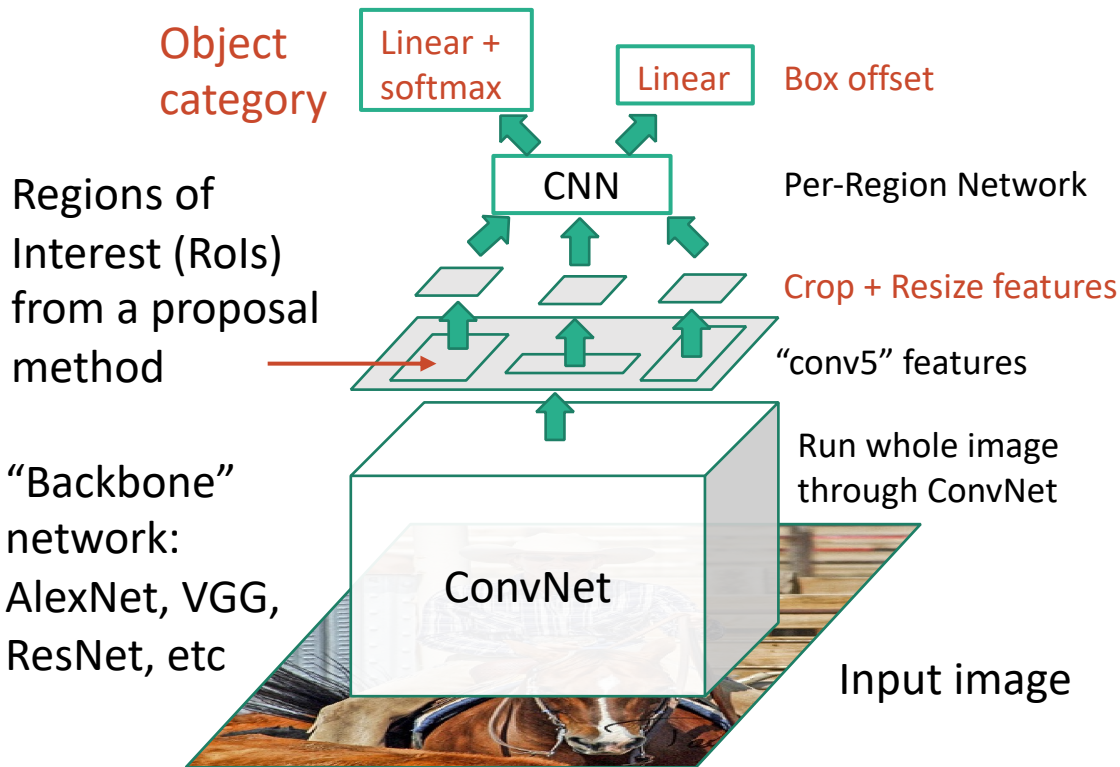 Object
category
Linear +
softmax
Linear
Box offset
CNN
Per-Region Network
Regions of
Interest (RoIs)
from a proposal
method
Crop + Resize features
“conv5” features
Run whole image
through ConvNet
“Backbone”
network:
AlexNet, VGG,
ResNet, etc
ConvNet
Input image